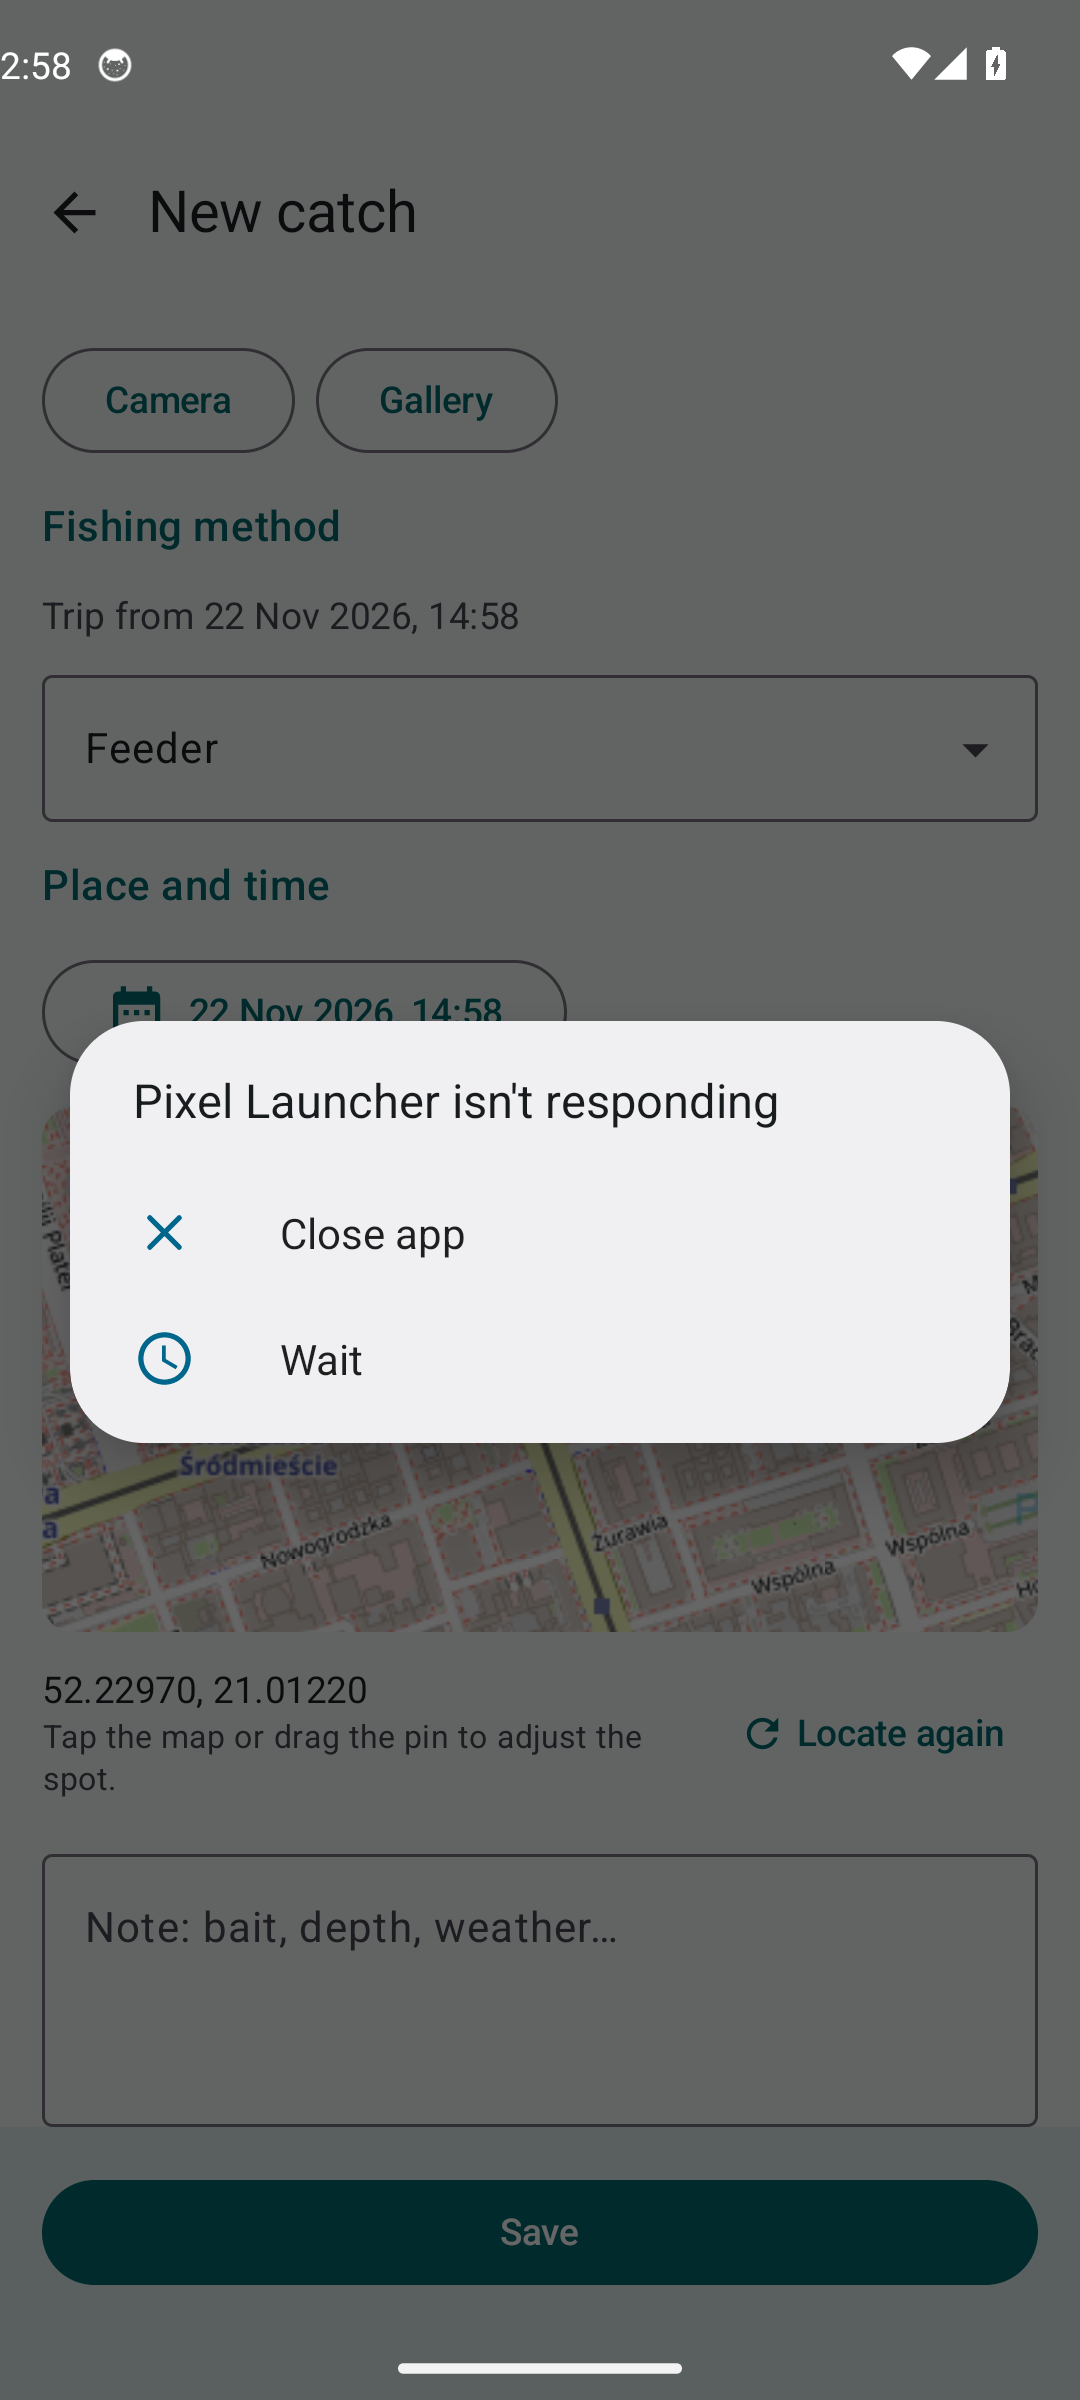 2:58
New catch
Camera
Gallery
Fishing method
Trip from 22 Nov 2026, 14:58
Feeder
Place and time
22 Nov 2026, 14:58
Pixel Launcher isn't responding
Close app
Wait
Śródmieście
Nowogrodzka
Żurawia
Wspólna
Wspólna
52.22970, 21.01220
Tap the map or drag the pin to adjust the
spot.
Locate again
Note: bait, depth, weather…
Save